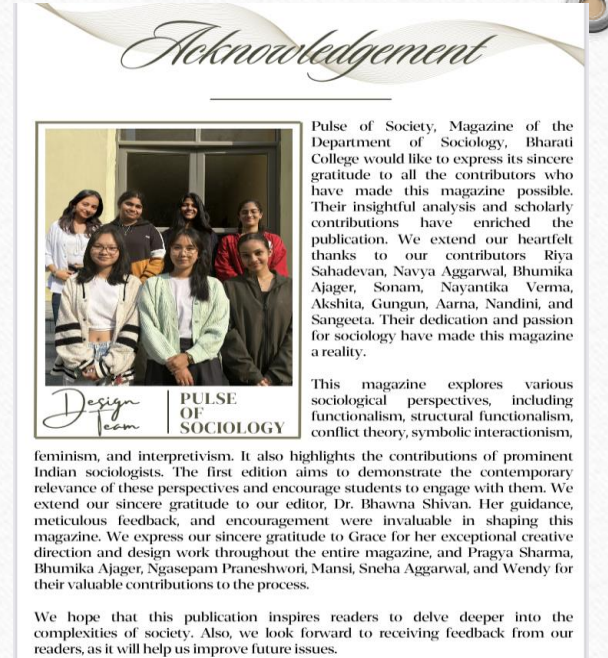 Acknowledgement
Pulse of Society, Magazine of the
Department of Sociology, Bharati
College would like to express its sincere
gratitude to all the contributors who
have made this magazine possible.
Their insightful analysis and scholarly
contributions have enriched the
publication. We extend our heartfelt
thanks to our contributors Riya
Sahadevan, Navya Aggarwal, Bhumika
Ajager, Sonam, Nayantika Verma,
Akshita, Gungun, Aarna, Nandini, and
Sangeeta. Their dedication and passion
for sociology have made this magazine
a reality.
Design
Team
PULSE
OF
SOCIOLOGY
This magazine explores various
sociological perspectives, including
functionalism, structural functionalism,
conflict theory, symbolic interactionism,
feminism, and interpretivism. It also highlights the contributions of prominent
Indian sociologists. The first edition aims to demonstrate the contemporary
relevance of these perspectives and encourage students to engage with them. We
extend our sincere gratitude to our editor, Dr. Bhawna Shivan. Her guidance,
meticulous feedback, and encouragement were invaluable in shaping this
magazine. We express our sincere gratitude to Grace for her exceptional creative
direction and design work throughout the entire magazine, and Pragya Sharma,
Bhumika Ajager, Ngasepam Praneshwori, Mansi, Sneha Aggarwal, and Wendy for
their valuable contributions to the process.
We hope that this publication inspires readers to delve deeper into the
complexities of society. Also, we look forward to receiving feedback from our
readers, as it will help us improve future issues.